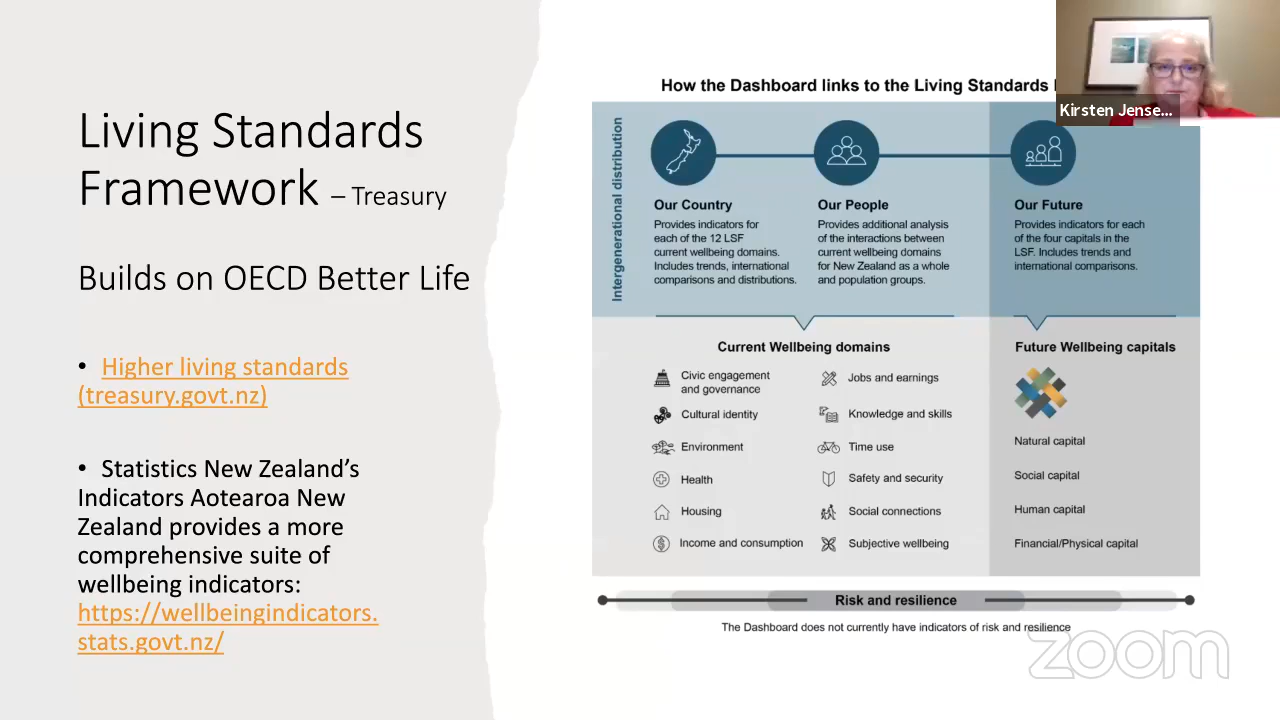 Living Standards
Framework – Treasury
Builds on OECD Better Life
• Higher living standards
(treasury.govt.nz)
• Statistics New Zealand’s
Indicators Aotearoa New
Zealand provides a more
comprehensive suite of
wellbeing indicators:
https://wellbeingindicators.
stats.govt.nz/
How the Dashboard links to the Living Standards
Kirsten Jense...
Intergenerational distribution
Our Country
Provides indicators for
each of the 12 LSF
current wellbeing domains.
Includes trends, international
comparisons and distributions.
Our People
Provides additional analysis
of the interactions between
current wellbeing domains
for New Zealand as a whole
and population groups.
Our Future
Provides indicators for each
of the four capitals in the
LSF. Includes trends and
international comparisons.
Current Wellbeing domains
Civic engagement
and governance
Cultural identity
Environment
Health
Housing
Income and consumption
Jobs and earnings
Knowledge and skills
Time use
Safety and security
Social connections
Subjective wellbeing
Future Wellbeing capitals
Natural capital
Social capital
Human capital
Financial/Physical capital
Risk and resilience
The Dashboard does not currently have indicators of risk and resilience
zoom